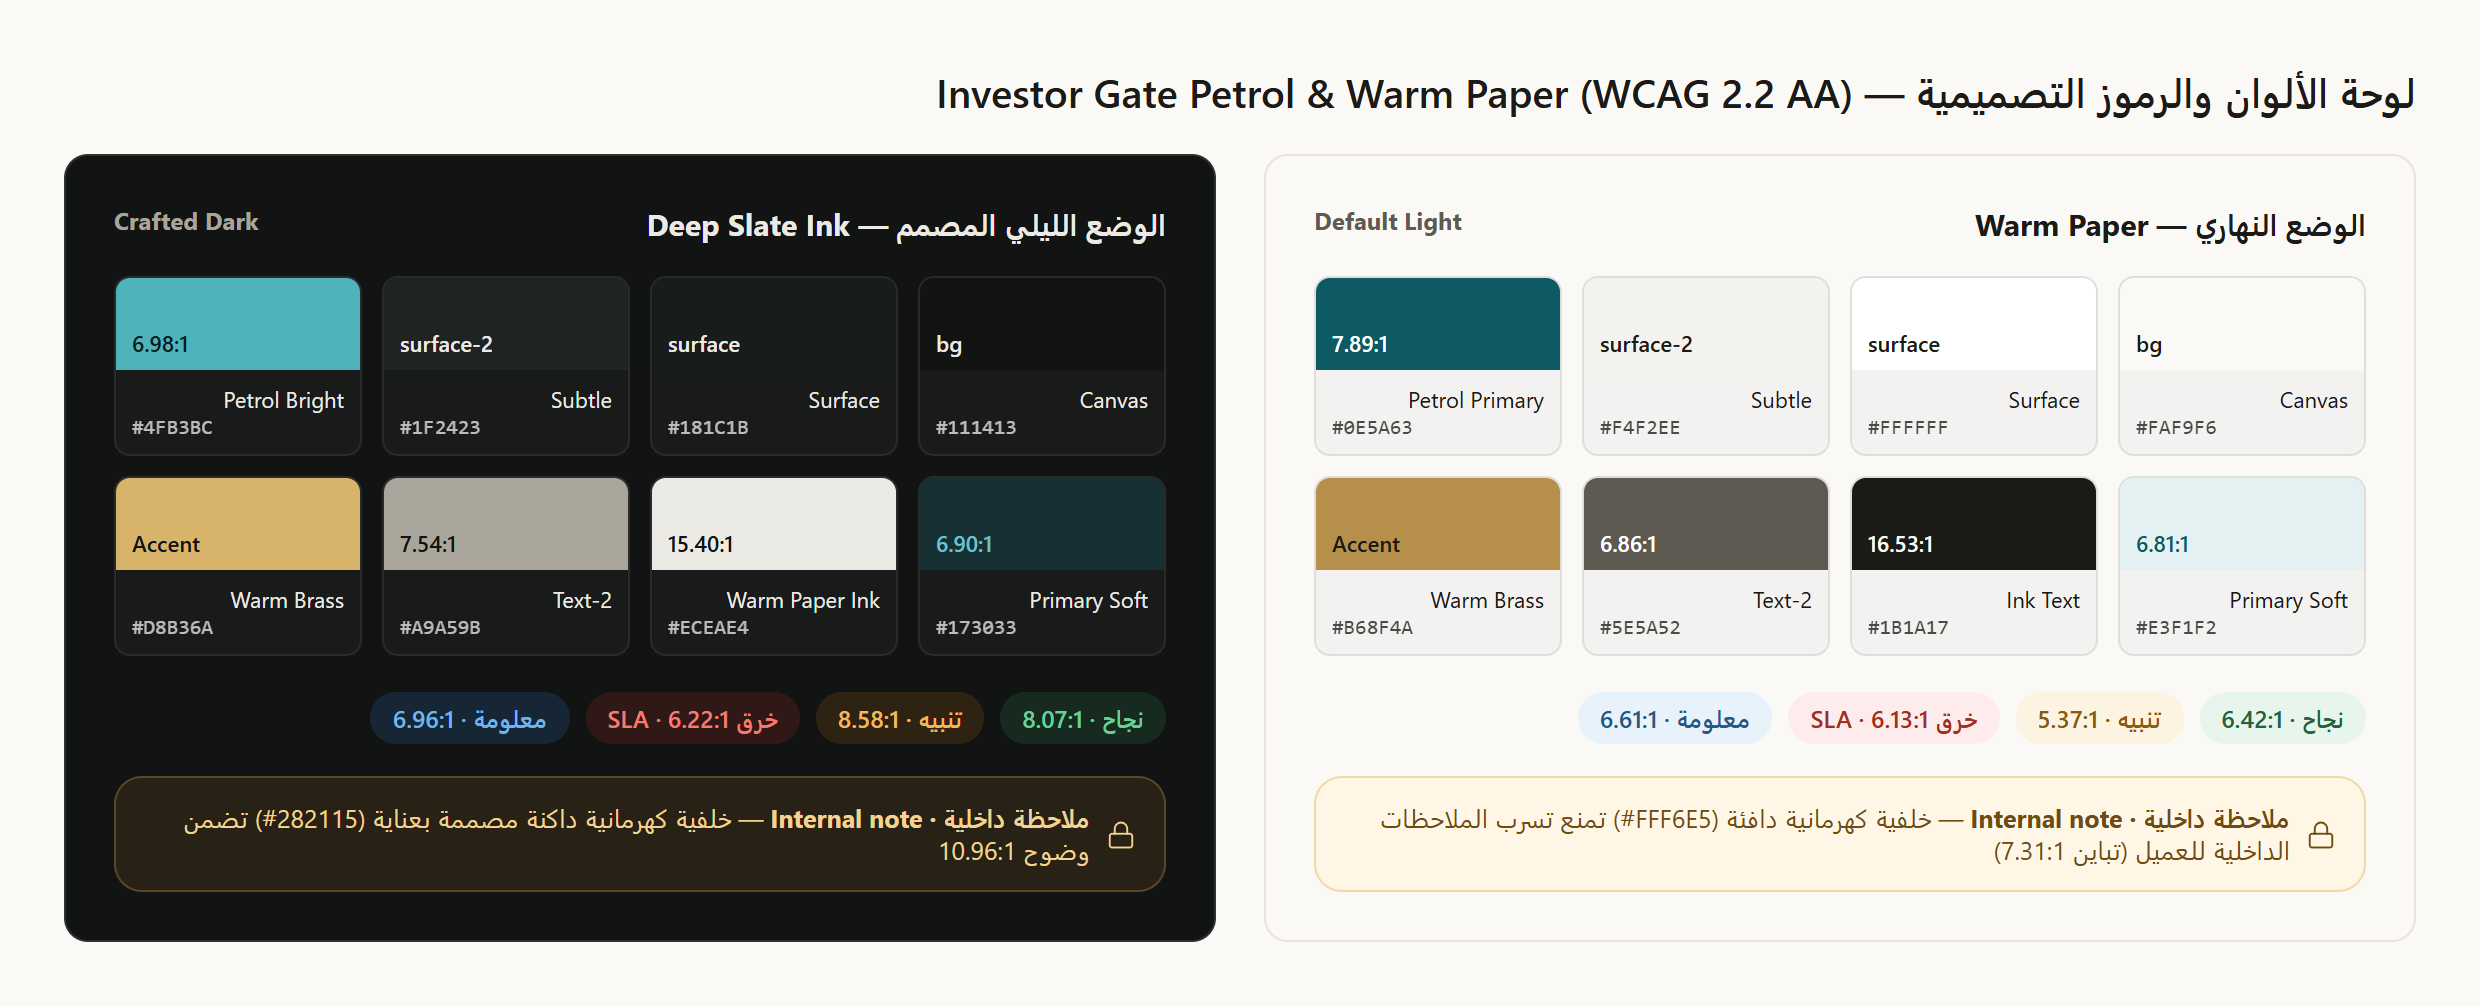 لوحة الألوان والرموز التصميمية — Investor Gate Petrol & Warm Paper (WCAG 2.2 AA)
الوضع النهاري — Warm Paper
Default Light
bg
Canvas
#FAF9F6
surface
Surface
#FFFFFF
surface-2
Subtle
#F4F2EE
7.89:1
Petrol Primary
#0E5A63
6.81:1
Primary Soft
#E3F1F2
16.53:1
Ink Text
#1B1A17
6.86:1
Text-2
#5E5A52
Accent
Warm Brass
#B68F4A
نجاح · 6.42:1
تنبيه · 5.37:1
خرق SLA · 6.13:1
معلومة · 6.61:1
ملاحظة داخلية · Internal note — خلفية كهرمانية دافئة (#FFF6E5) تمنع تسرب الملاحظات
الداخلية للعميل (تباين 7.31:1)
الوضع الليلي المصمم — Deep Slate Ink
Crafted Dark
bg
Canvas
#111413
surface
Surface
#181C1B
surface-2
Subtle
#1F2423
6.98:1
Petrol Bright
#4FB3BC
6.90:1
Primary Soft
#173033
15.40:1
Warm Paper Ink
#ECEAE4
7.54:1
Text-2
#A9A59B
Accent
Warm Brass
#D8B36A
نجاح · 8.07:1
تنبيه · 8.58:1
خرق SLA · 6.22:1
معلومة · 6.96:1
ملاحظة داخلية · Internal note — خلفية كهرمانية داكنة مصممة بعناية (#282115) تضمن
وضوح 10.96:1